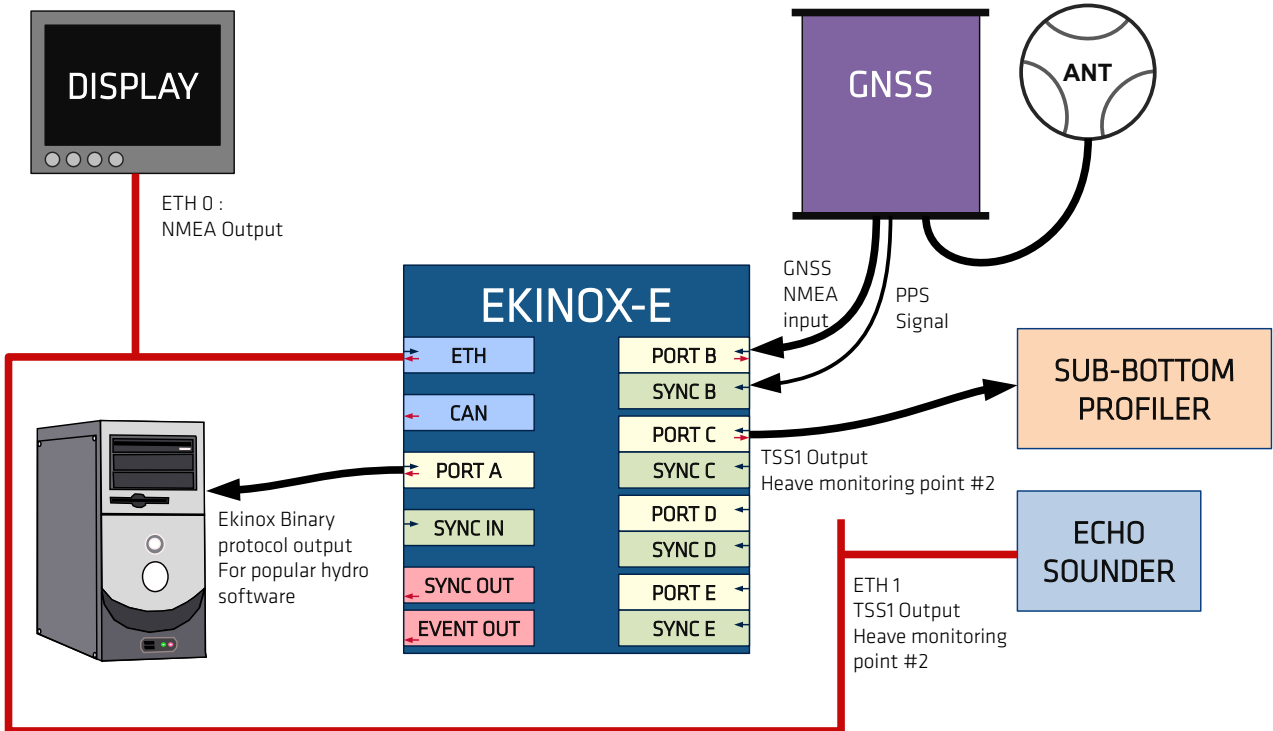 DISPLAY
ETH 0 :
NMEA Output
GNSS
ANT
GNSS
NMEA
input
PPS
Signal
EKINOX-E
ETH
CAN
PORT A
SYNC IN
SYNC OUT
EVENT OUT
PORT B
SYNC B
PORT C
SYNC C
PORT D
SYNC D
PORT E
SYNC E
Ekinox Binary
protocol output
For popular hydro
software
SUB-BOTTOM
PROFILER
TSS1 Output
Heave monitoring point #2
ECHO
SOUNDER
ETH 1
TSS1 Output
Heave monitoring
point #2